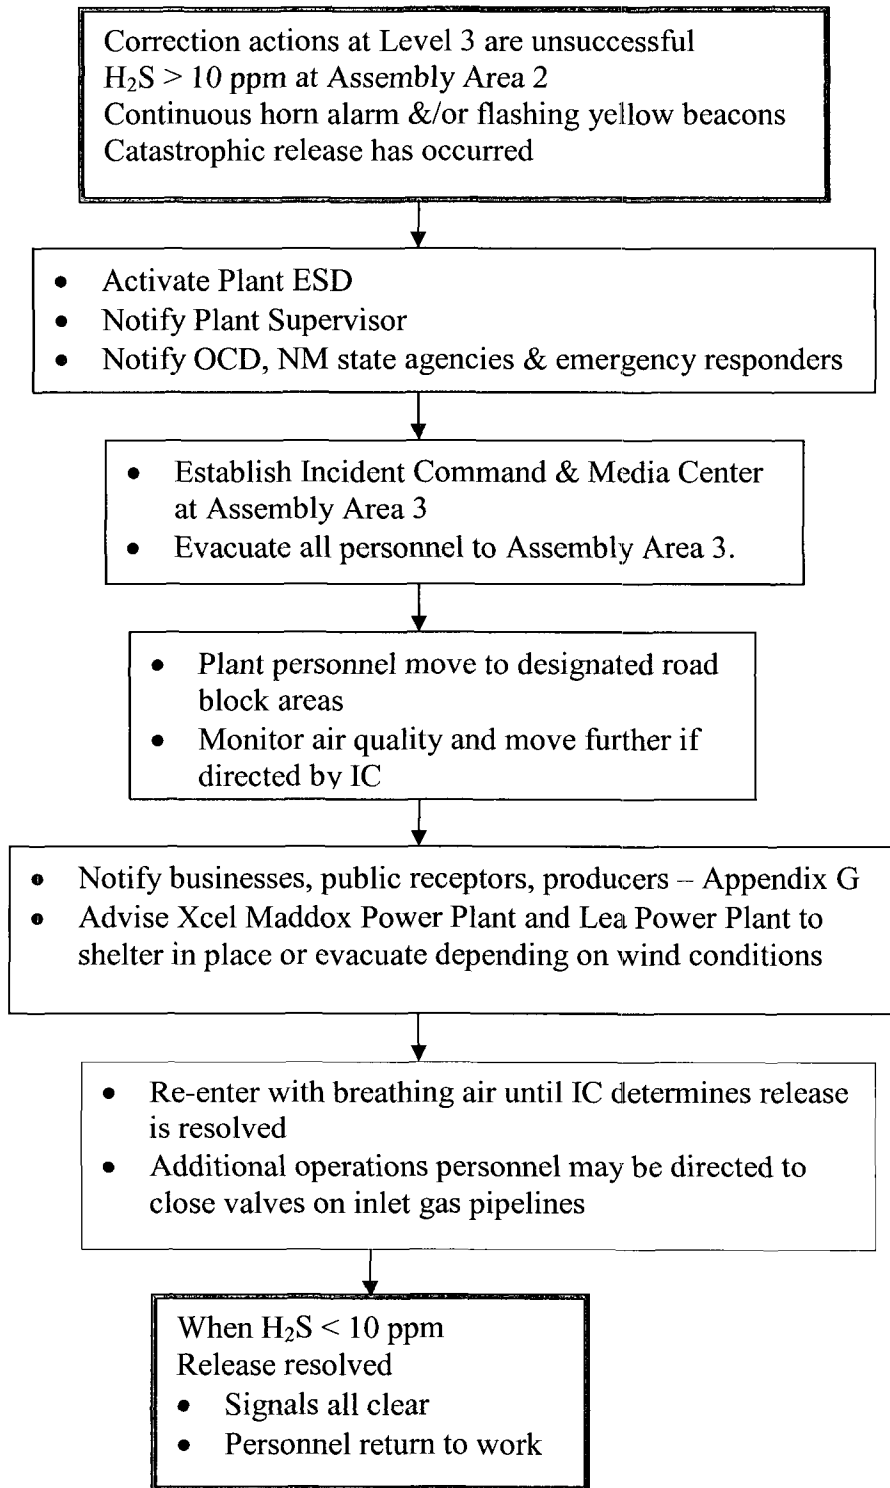 Correction actions at Level 3 are unsuccessful
H₂S > 10 ppm at Assembly Area 2
Continuous horn alarm &/or flashing yellow beacons
Catastrophic release has occurred
• Activate Plant ESD
• Notify Plant Supervisor
• Notify OCD, NM state agencies & emergency responders
• Establish Incident Command & Media Center
at Assembly Area 3
• Evacuate all personnel to Assembly Area 3.
• Plant personnel move to designated road
block areas
• Monitor air quality and move further if
directed by IC
• Notify businesses, public receptors, producers – Appendix G
• Advise Xcel Maddox Power Plant and Lea Power Plant to
shelter in place or evacuate depending on wind conditions
• Re-enter with breathing air until IC determines release
is resolved
• Additional operations personnel may be directed to
close valves on inlet gas pipelines
When H₂S < 10 ppm
Release resolved
• Signals all clear
• Personnel return to work